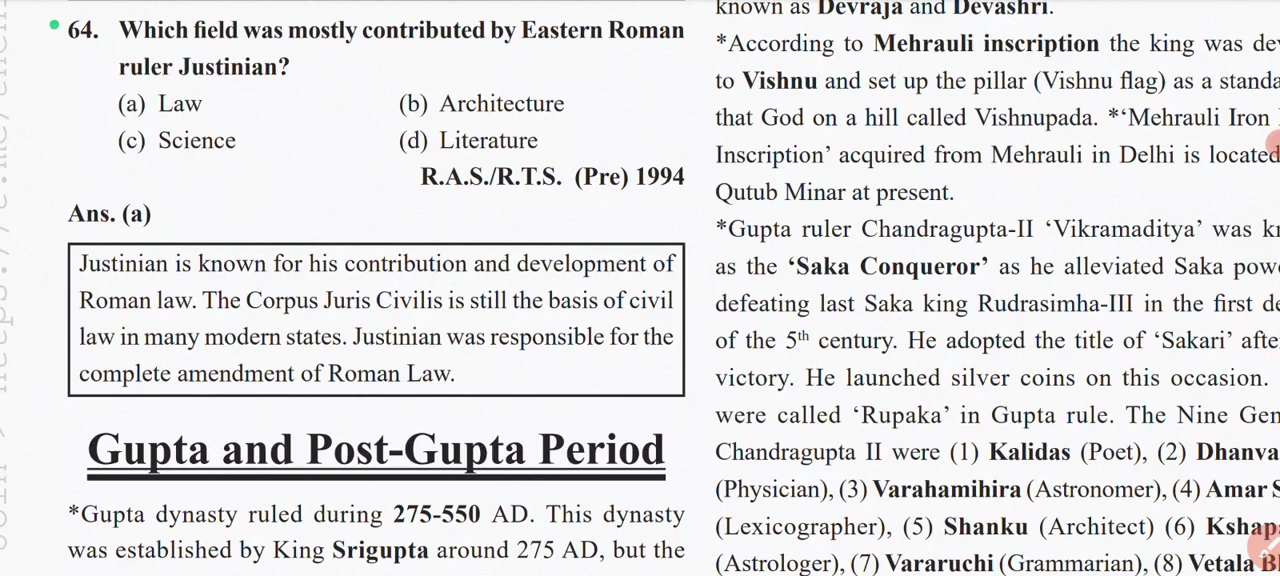 64. Which field was mostly contributed by Eastern Roman
ruler Justinian?
(a) Law (b) Architecture
(c) Science (d) Literature
R.A.S./R.T.S. (Pre) 1994
Ans. (a)
Justinian is known for his contribution and development of
Roman law. The Corpus Juris Civilis is still the basis of civil
law in many modern states. Justinian was responsible for the
complete amendment of Roman Law.
Gupta and Post-Gupta Period
*Gupta dynasty ruled during 275-550 AD. This dynasty
was established by King Srigupta around 275 AD, but the
known as Devraja and Devashri.
*According to Mehrauli inscription the king was
to Vishnu and set up the pillar (Vishnu flag) as a
that God on a hill called Vishnupada. *‘Mehrauli Iron
Inscription’ acquired from Mehrauli in Delhi is located
Qutub Minar at present.
*Gupta ruler Chandragupta-II ‘Vikramaditya’ was
as the ‘Saka Conqueror’ as he alleviated Saka
defeating last Saka king Rudrasimha-III in the first
of the 5th century. He adopted the title of ‘Sakari’
victory. He launched silver coins on this occasion.
were called ‘Rupaka’ in Gupta rule. The Nine
Chandragupta II were (1) Kalidas (Poet), (2)
(Physician), (3) Varahamihira (Astronomer), (4) Amar
(Lexicographer), (5) Shanku (Architect) (6)
(Astrologer), (7) Vararuchi (Grammarian), (8) Vetala